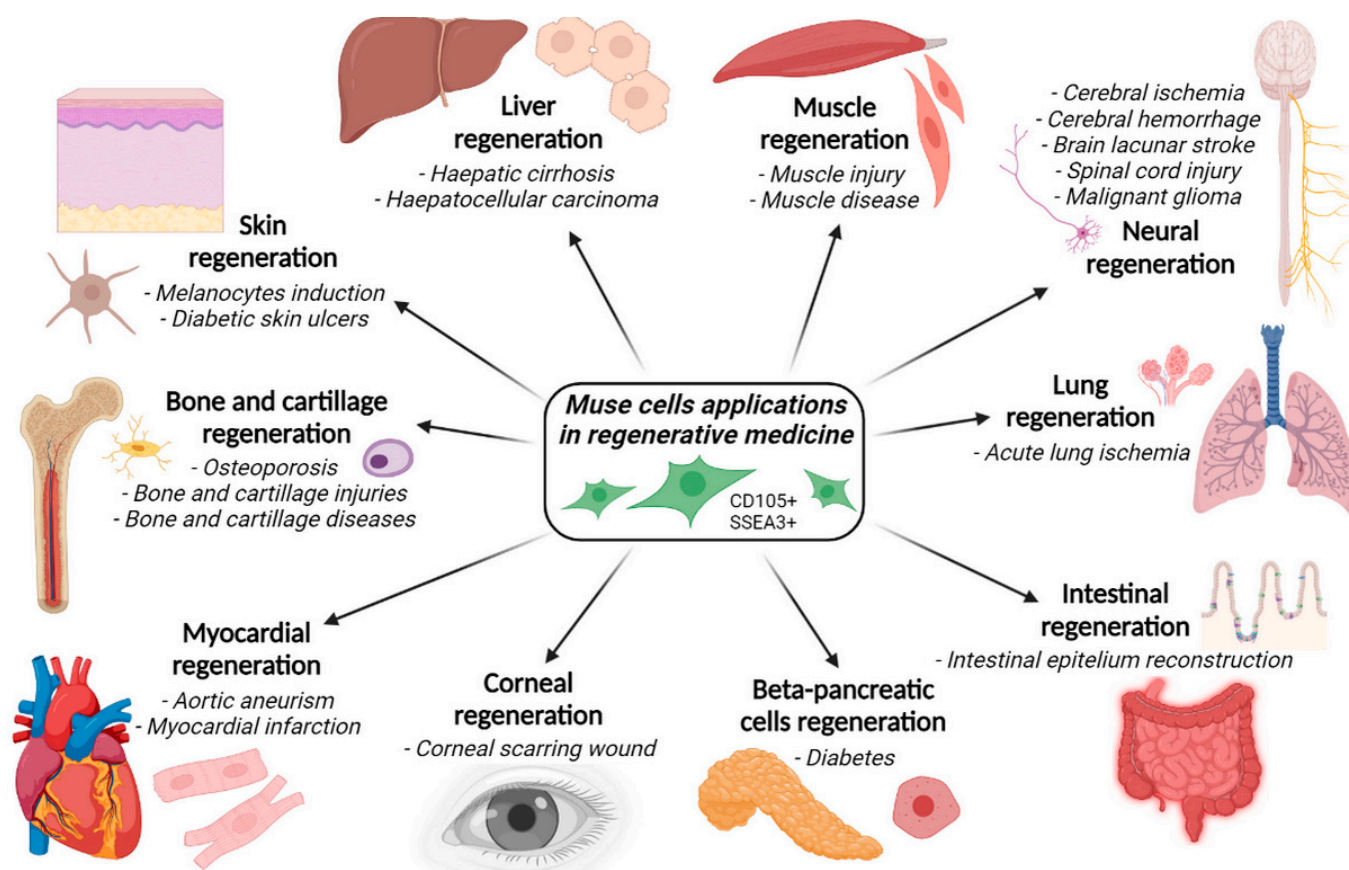 Liver
regeneration
- Haepatic cirrhosis
- Haepatocellular carcinoma
Muscle
regeneration
- Muscle injury
- Muscle disease
- Cerebral ischemia
- Cerebral hemorrhage
- Brain lacunar stroke
- Spinal cord injury
- Malignant glioma
Neural
regeneration
Skin
regeneration
- Melanocytes induction
- Diabetic skin ulcers
Lung
regeneration
- Acute lung ischemia
Bone and cartillage
regeneration
- Osteoporosis
- Bone and cartillage injuries
- Bone and cartillage diseases
Muse cells applications
in regenerative medicine
CD105+
SSEA3+
Intestinal
regeneration
- Intestinal epitelium reconstruction
Myocardial
regeneration
- Aortic aneurism
- Myocardial infarction
Corneal
regeneration
- Corneal scarring wound
Beta-pancreatic
cells regeneration
- Diabetes